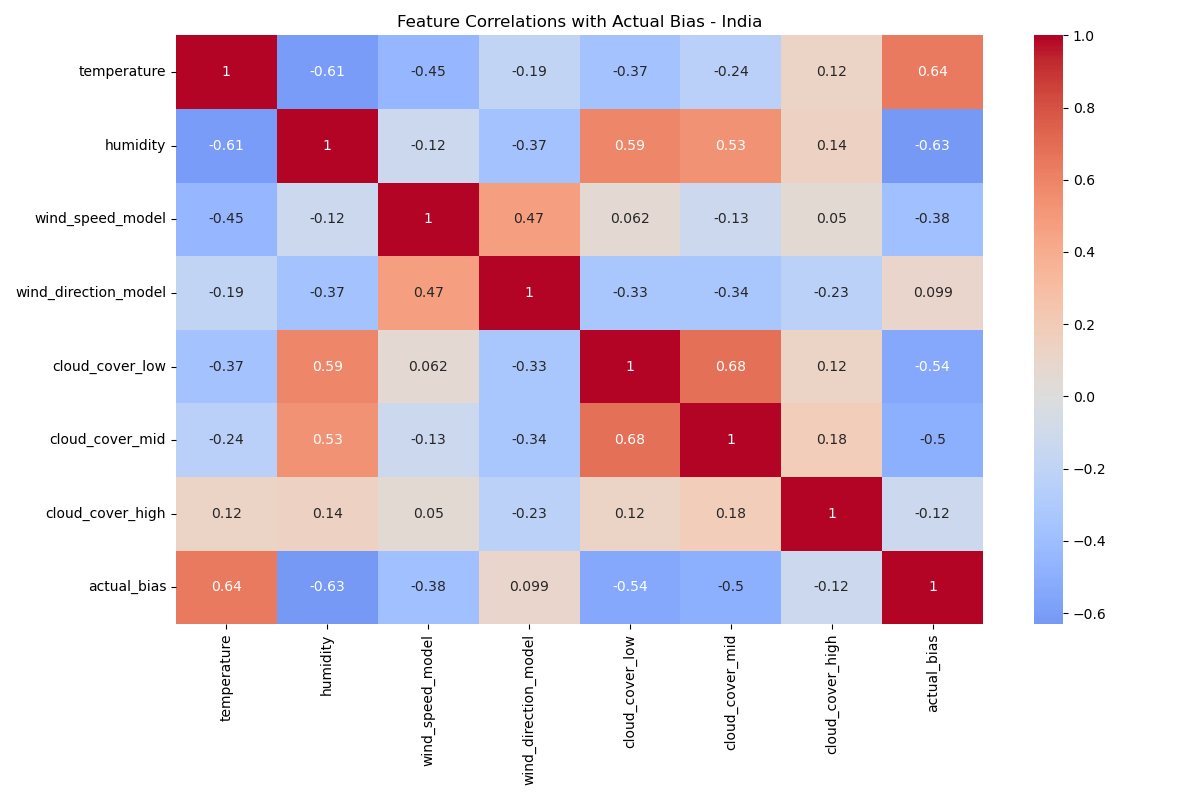 Feature Correlations with Actual Bias - India
temperature 1 -0.61 -0.45 -0.19 -0.37 -0.24 0.12 0.64
humidity -0.61 1 -0.12 -0.37 0.59 0.53 0.14 -0.63
wind_speed_model -0.45 -0.12 1 0.47 0.062 -0.13 0.05 -0.38
wind_direction_model -0.19 -0.37 0.47 1 -0.33 -0.34 -0.23 0.099
cloud_cover_low -0.37 0.59 0.062 -0.33 1 0.68 0.12 -0.54
cloud_cover_mid -0.24 0.53 -0.13 -0.34 0.68 1 0.18 -0.5
cloud_cover_high 0.12 0.14 0.05 -0.23 0.12 0.18 1 -0.12
actual_bias 0.64 -0.63 -0.38 0.099 -0.54 -0.5 -0.12 1
temperature
humidity
wind_speed_model
wind_direction_model
cloud_cover_low
cloud_cover_mid
cloud_cover_high
actual_bias
1.0
0.8
0.6
0.4
0.2
0.0
−0.2
−0.4
−0.6